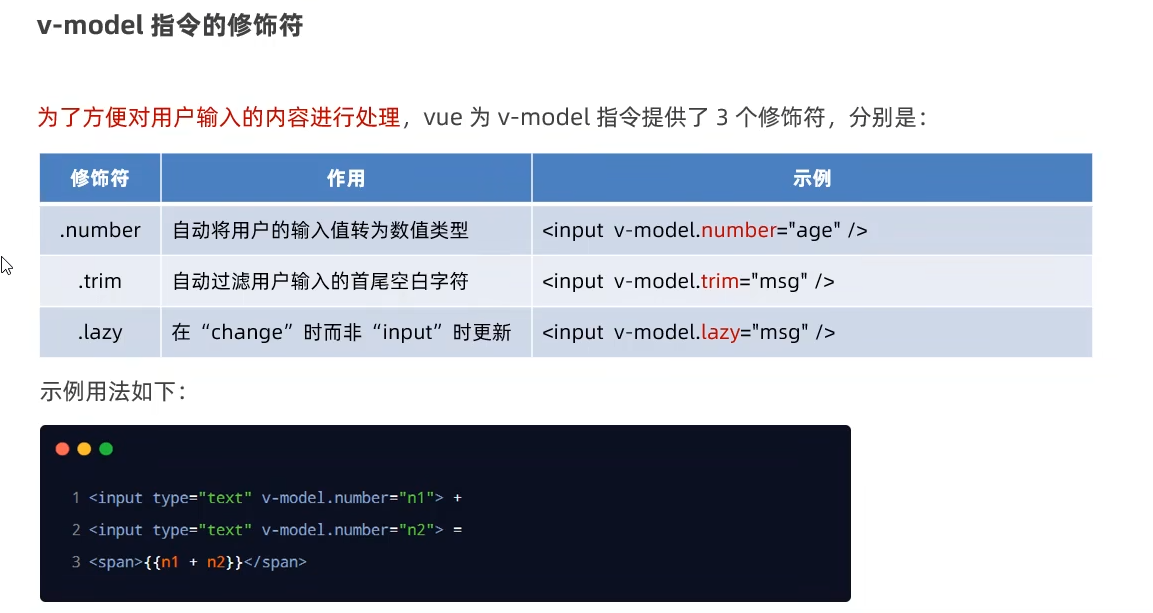 v-model 指令的修饰符
为了方便对用户输入的内容进行处理，vue 为 v-model 指令提供了 3 个修饰符，分别是：
修饰符 作用 示例
.number 自动将用户的输入值转为数值类型 <input v-model.number="age" />
.trim 自动过滤用户输入的首尾空白字符 <input v-model.trim="msg" />
.lazy 在“change”时而非“input”时更新 <input v-model.lazy="msg" />
示例用法如下：
1 <input type="text" v-model.number="n1"> +
2 <input type="text" v-model.number="n2"> =
3 <span>{{n1 + n2}}</span>